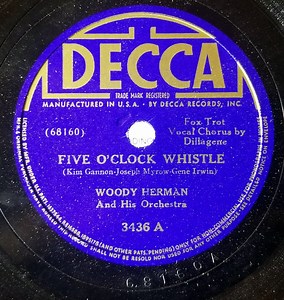 DECCA
TRADE MARK REGISTERED
MANUFACTURED IN U.S.A. · BY DECCA RECORDS, INC.
Fox Trot
(68160)
Vocal Chorus by
Dillagene
FIVE O'CLOCK WHISTLE
(Kim Gannon-Joseph Myrow-Gene Irwin)
WOODY HERMAN
And His Orchestra
3436 A
68160A